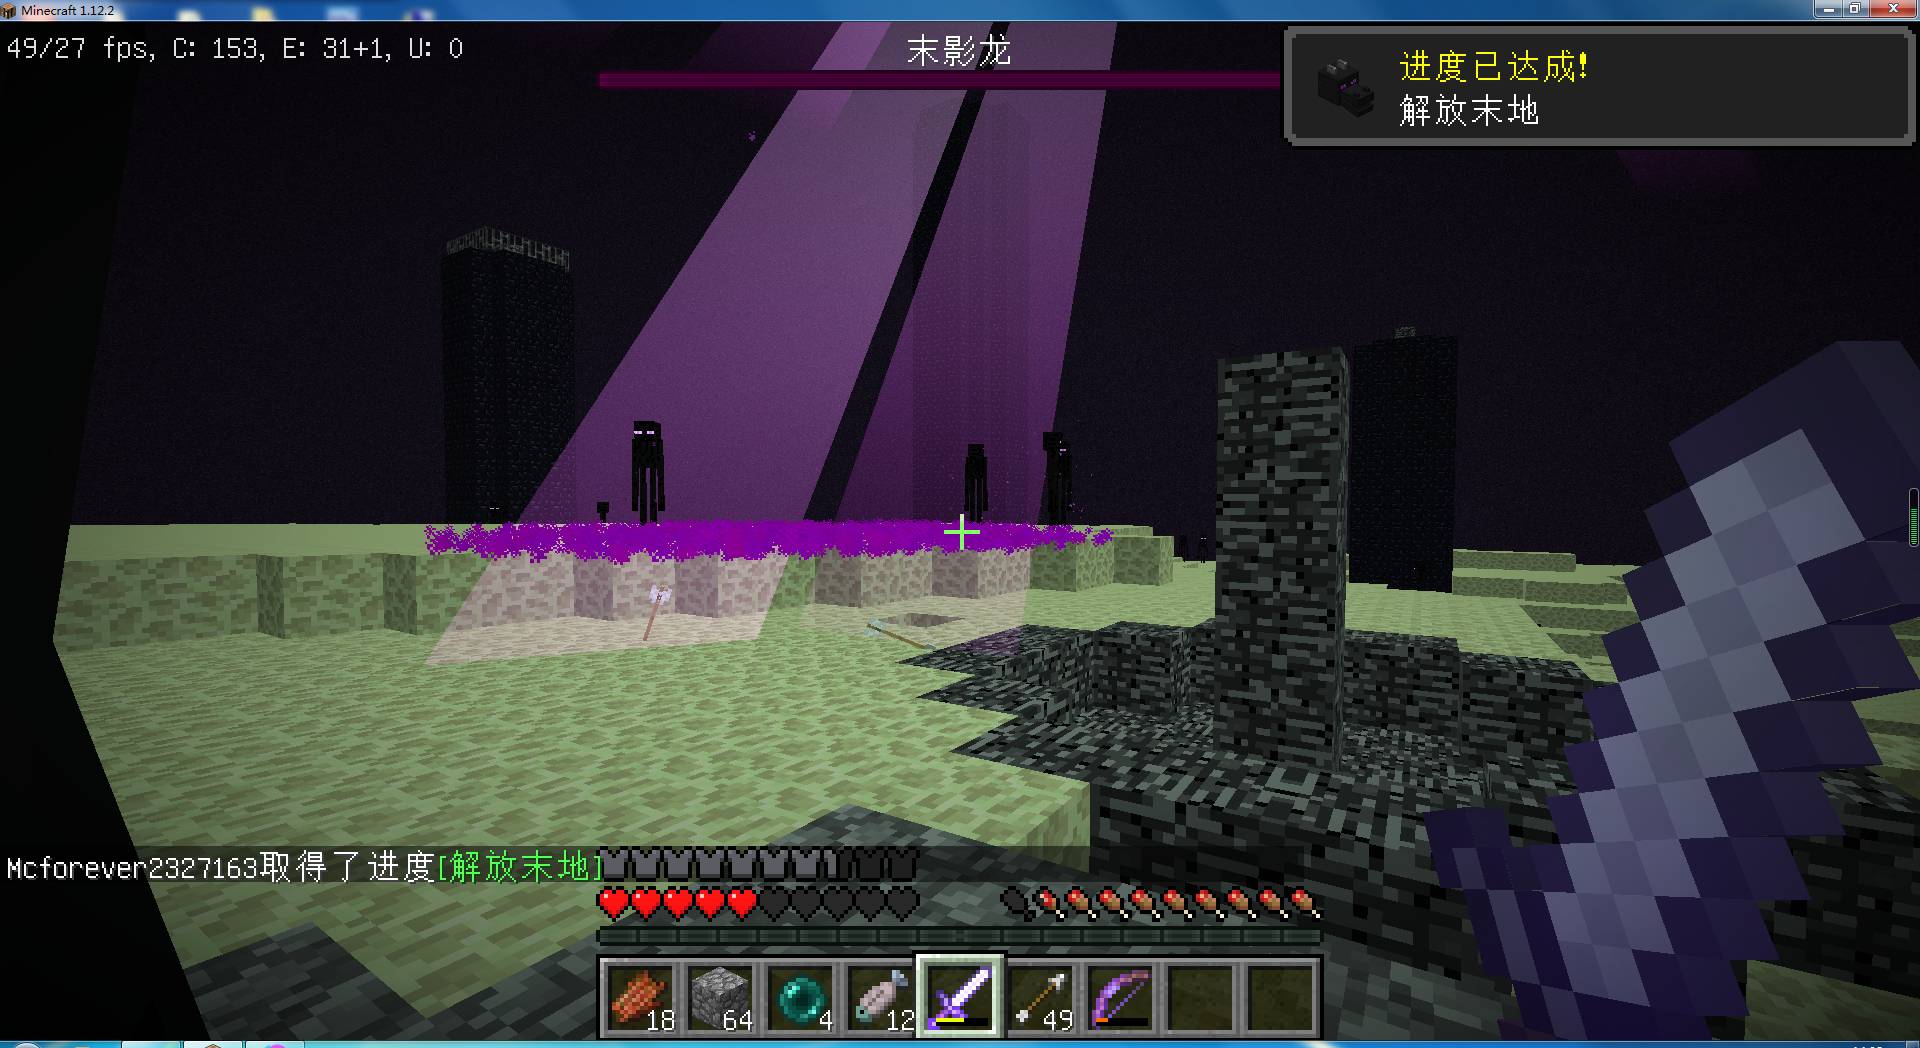 Minecraft 1.12.2
49/27 fps, C: 153, E: 31+1, U: 0
末影龙
进度已达成!
解放末地
Mcforever2327163取得了进度[解放末地]
18
64
4
12
49